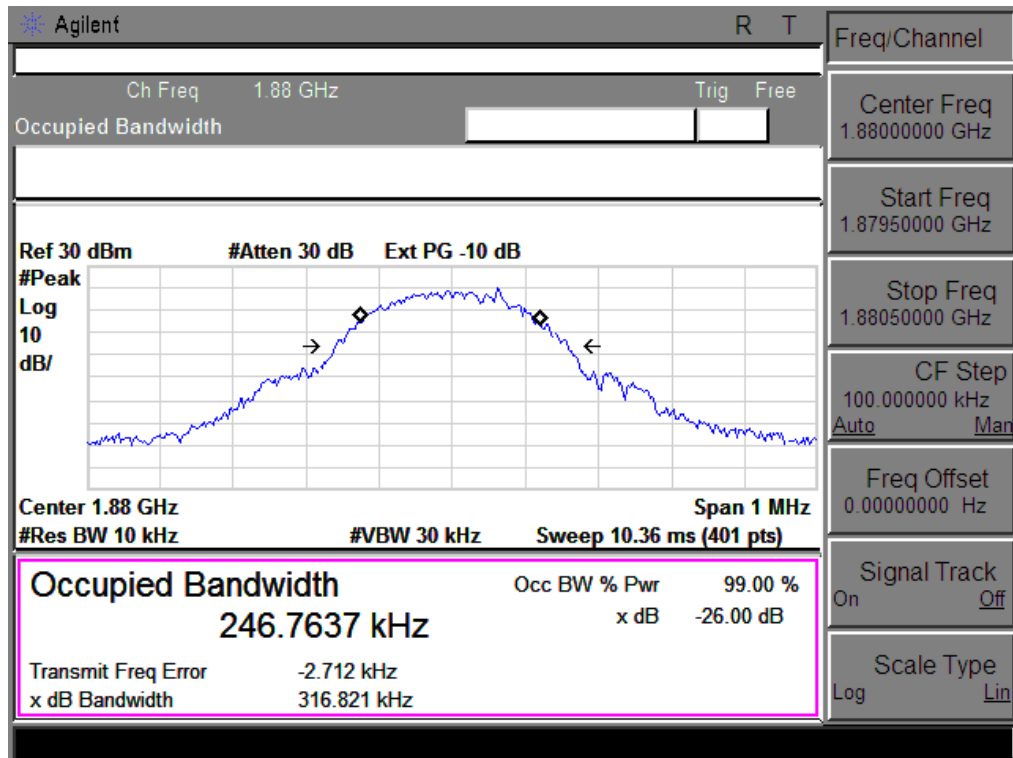 Agilent R T
Ch Freq 1.88 GHz Trig Free
Occupied Bandwidth
Ref 30 dBm #Atten 30 dB Ext PG -10 dB
#Peak
Log
10
dB/
Center 1.88 GHz Span 1 MHz
#Res BW 10 kHz #VBW 30 kHz Sweep 10.36 ms (401 pts)
Occupied Bandwidth Occ BW % Pwr 99.00 %
246.7637 kHz x dB -26.00 dB
Transmit Freq Error -2.712 kHz
x dB Bandwidth 316.821 kHz
Freq/Channel
Center Freq
1.88000000 GHz
Start Freq
1.87950000 GHz
Stop Freq
1.88050000 GHz
CF Step
100.000000 kHz
Auto Man
Freq Offset
0.00000000 Hz
Signal Track
On Off
Scale Type
Log Lin